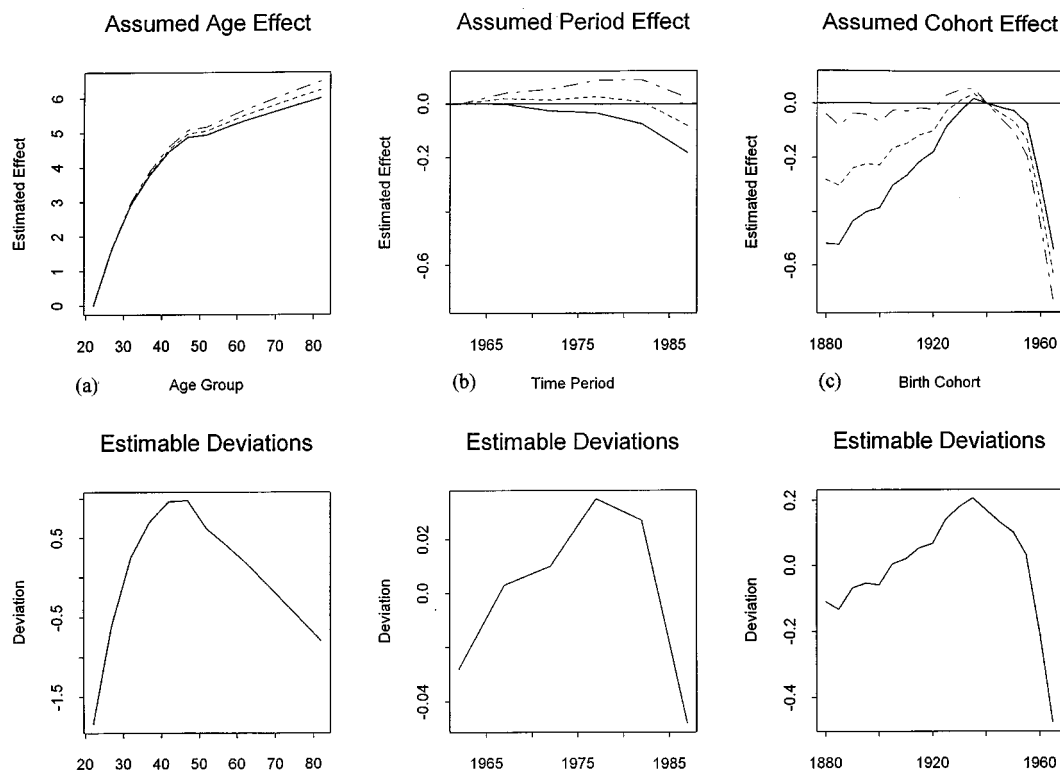 Assumed Age Effect
Estimated Effect
0 1 2 3 4 5 6
20 30 40 50 60 70 80
(a) Age Group
Assumed Period Effect
Estimated Effect
-0.6 -0.2 0.0
1965 1975 1985
(b) Time Period
Assumed Cohort Effect
Estimated Effect
-0.6 -0.2 0.0
1880 1920 1960
(c) Birth Cohort
Estimable Deviations
Deviation
-1.5 -0.5 0.5
20 30 40 50 60 70 80
Estimable Deviations
Deviation
-0.04 0.0 0.02
1965 1975 1985
Estimable Deviations
Deviation
-0.4 -0.2 0.0 0.2
1880 1920 1960